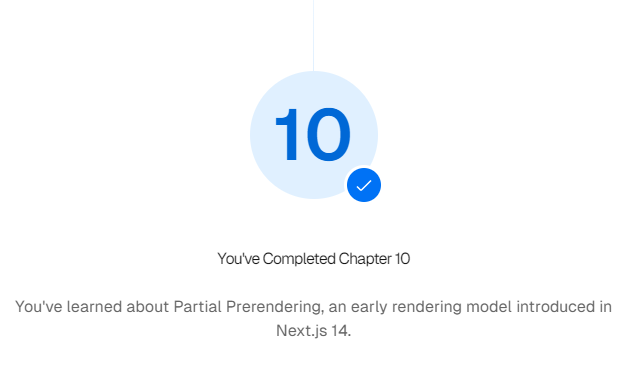 10
You've Completed Chapter 10
You've learned about Partial Prerendering, an early rendering model introduced in
Next.js 14.